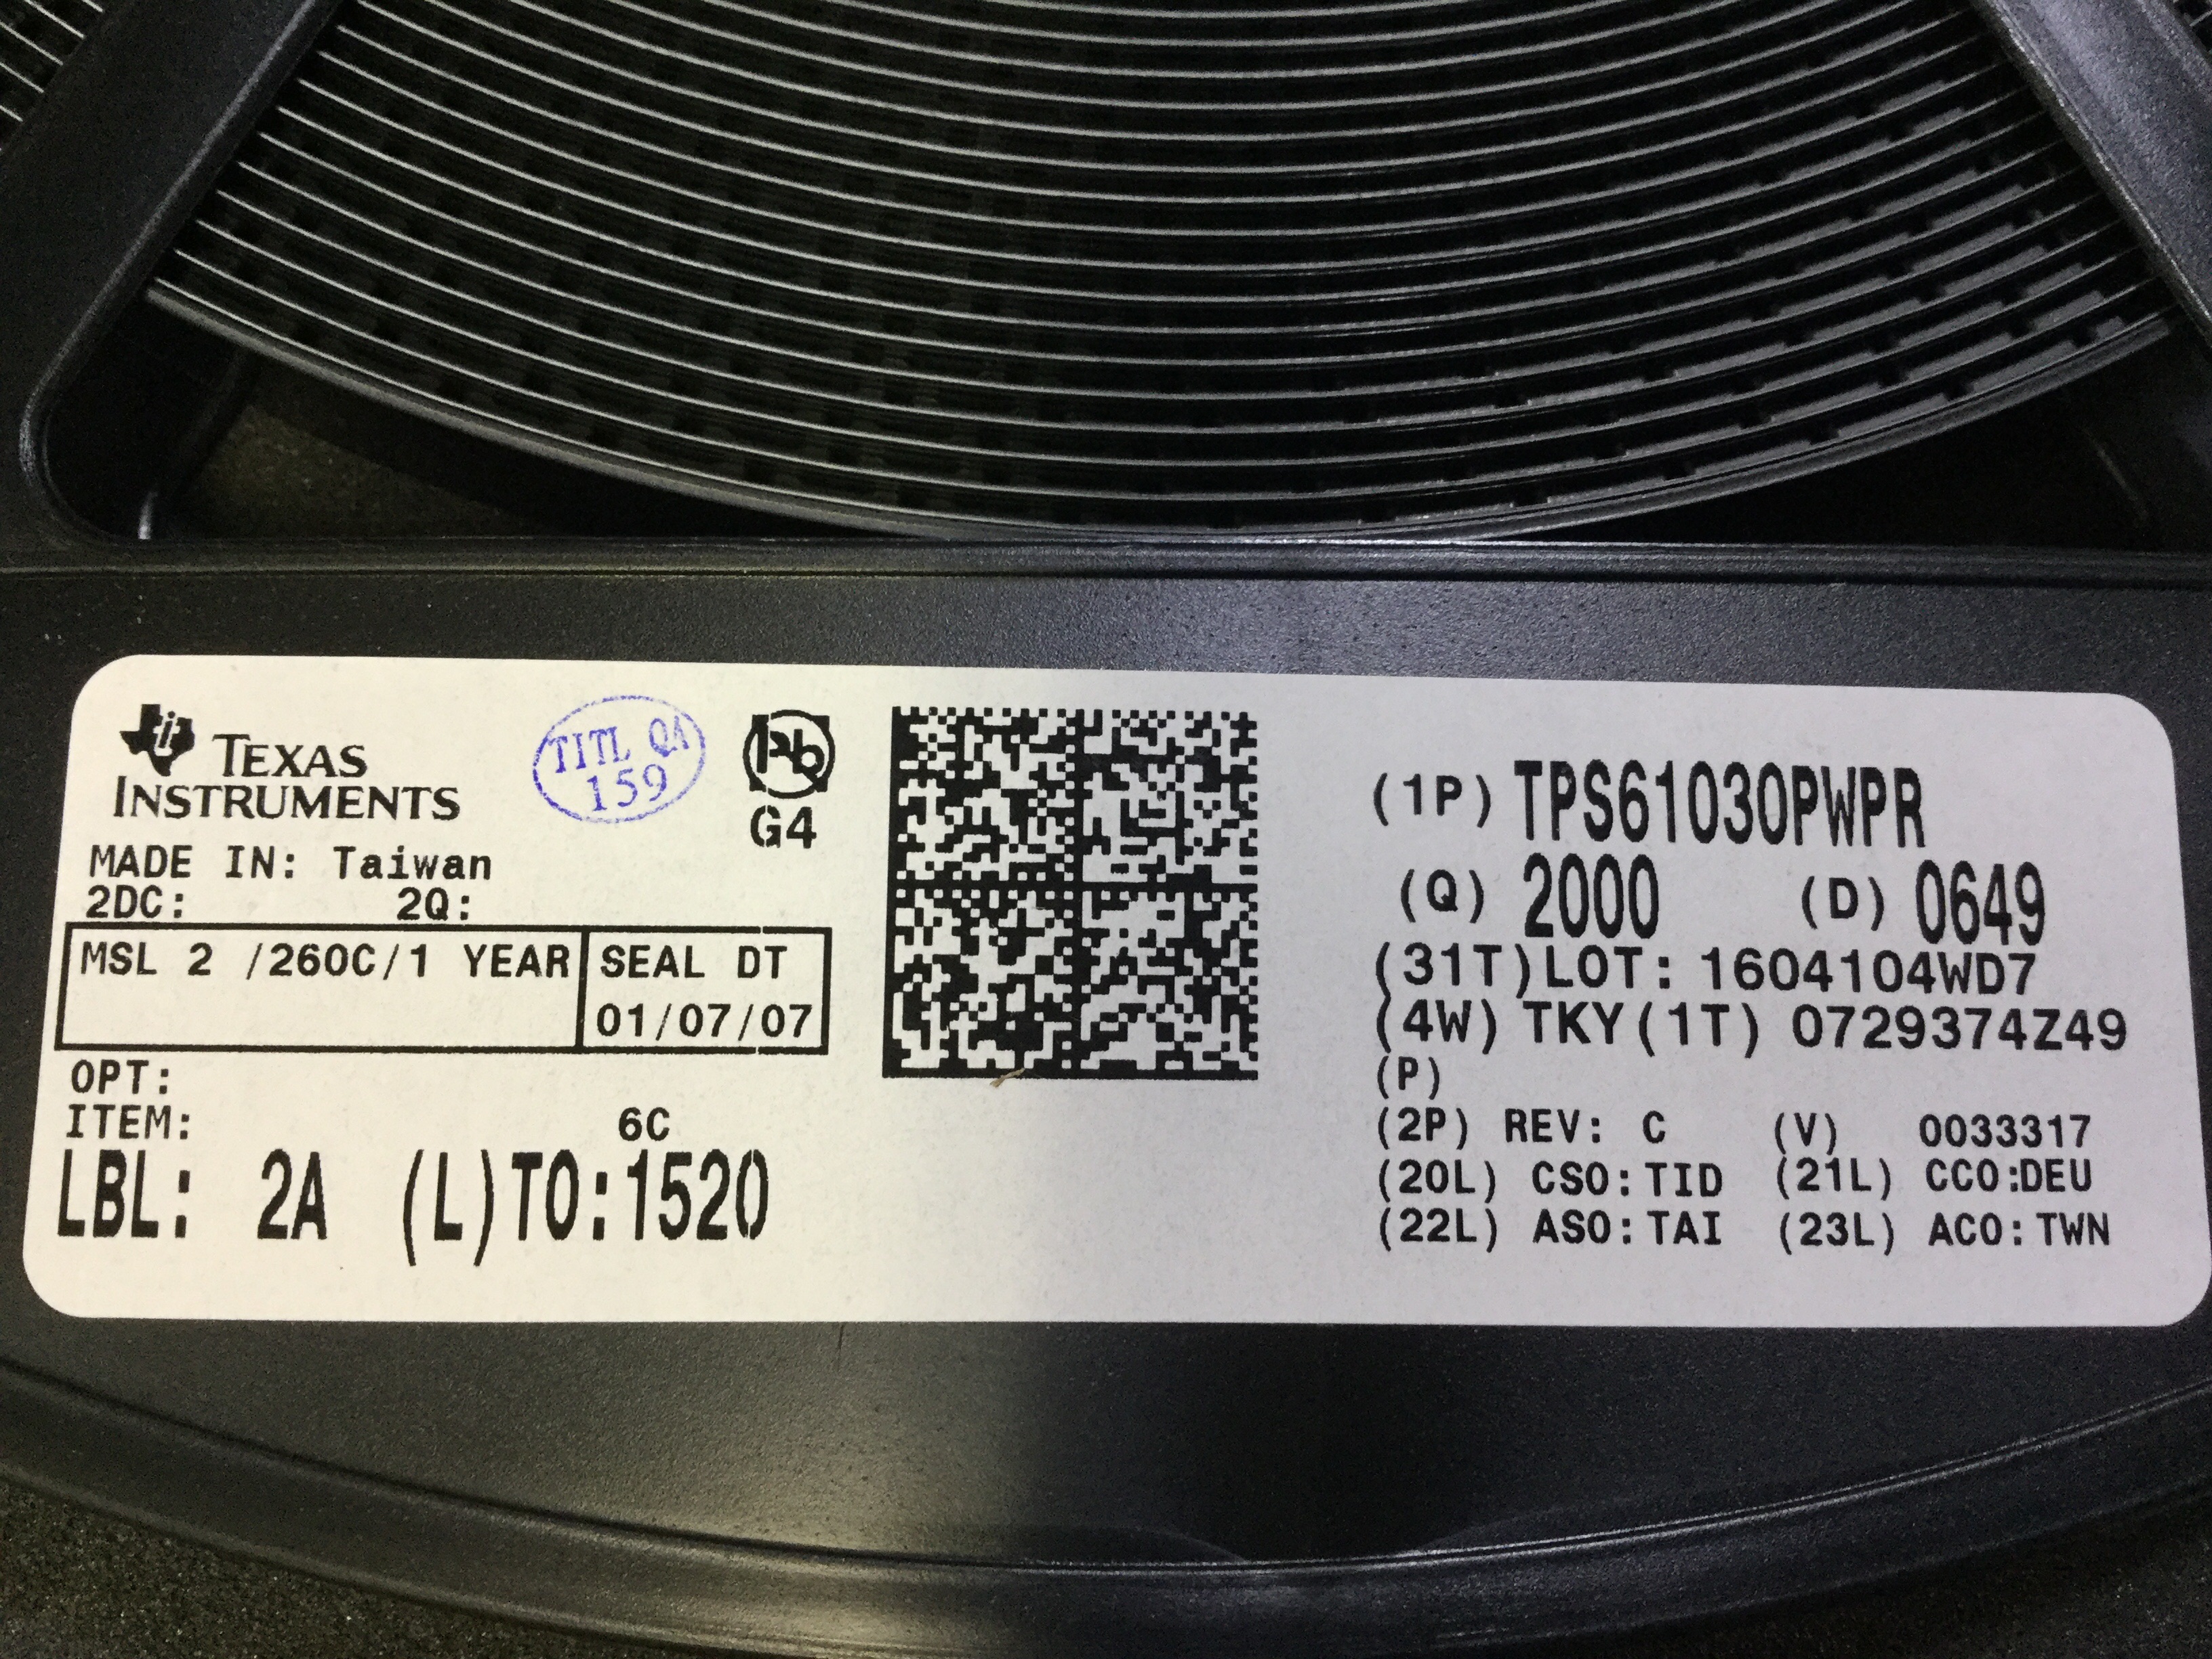 TEXAS
INSTRUMENTS
TITL QA
159
Pb
G4
MADE IN: Taiwan
2DC: 2Q:
MSL 2 /260C/1 YEAR
SEAL DT
01/07/07
OPT:
ITEM:
6C
LBL: 2A (L)TO:1520
(1P) TPS61030PWPR
(Q) 2000 (D) 0649
(31T)LOT: 1604104WD7
(4W) TKY(1T) 0729374Z49
(P)
(2P) REV: C (V) 0033317
(20L) CSO:TID (21L) CCO:DEU
(22L) ASO:TAI (23L) ACO:TWN